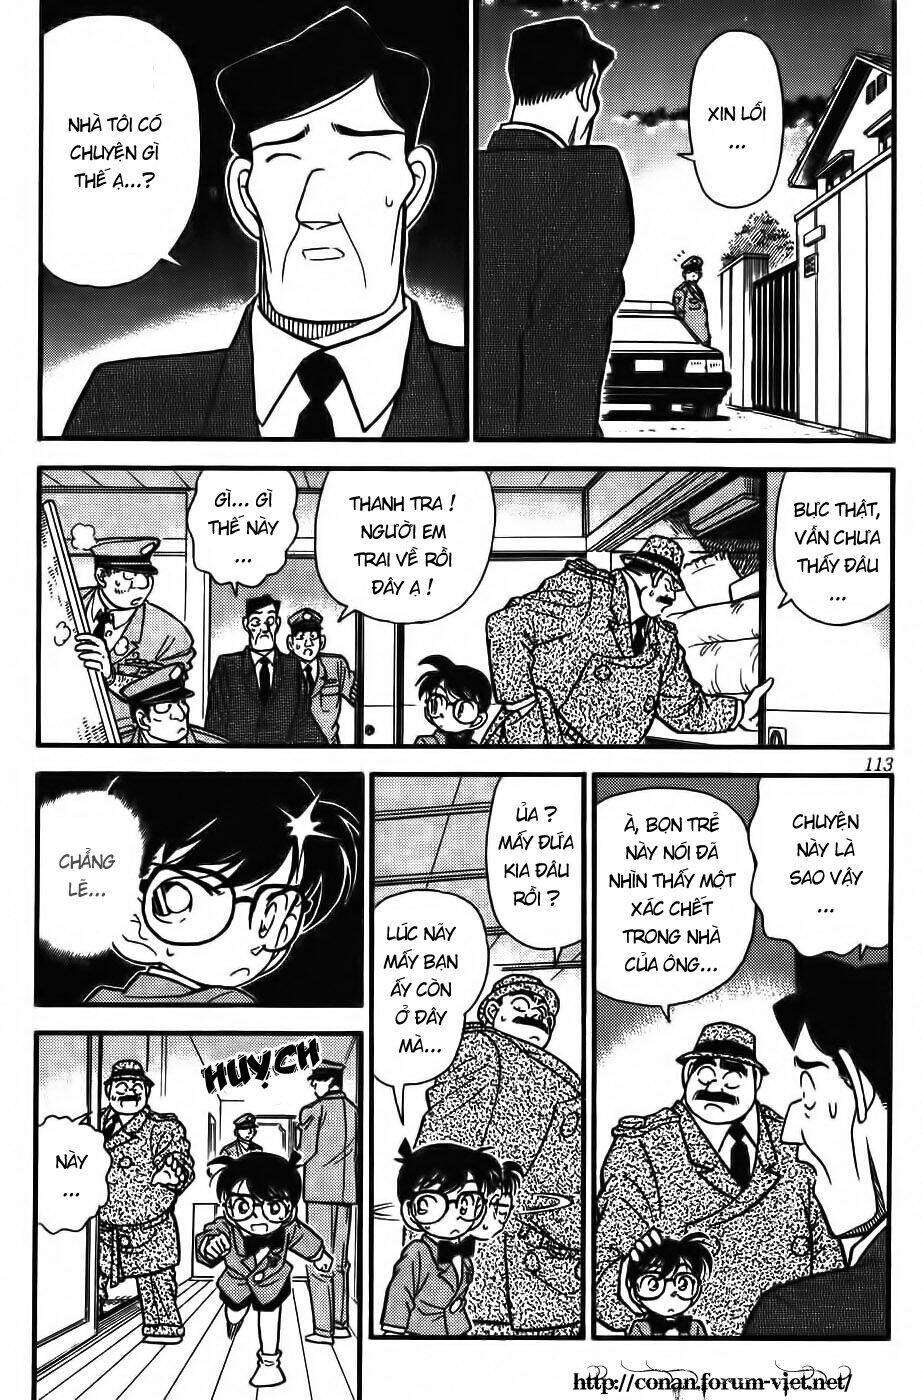 XIN LỐI
...
NHÀ TÔI CÓ
CHUYỆN GÌ
THẾ Ạ...?
BỰC THẬT,
VẪN CHƯA
THẤY ĐÂU
...
THANH TRA !
NGƯỜI EM
TRAI VỀ RỒI
ĐÂY Ạ !
GÌ... GÌ
THẾ NÀY
...
113
CHUYỆN
NÀY LÀ
SAO VẬY
...
À, BỌN TRẺ
NÀY NÓI ĐÃ
NHÌN THẤY MỘT
XÁC CHẾT
TRONG NHÀ
CỦA ÔNG...
ỦA ?
MẤY ĐỨA
KIA ĐÂU
RỒI ?
LÚC NÃY
MẤY BẠN
ẤY CÒN
Ở ĐÂY
MÀ...
CHẲNG
LẼ...
HUỴCH
NÀY
...
http://conan.forum-viet.net/